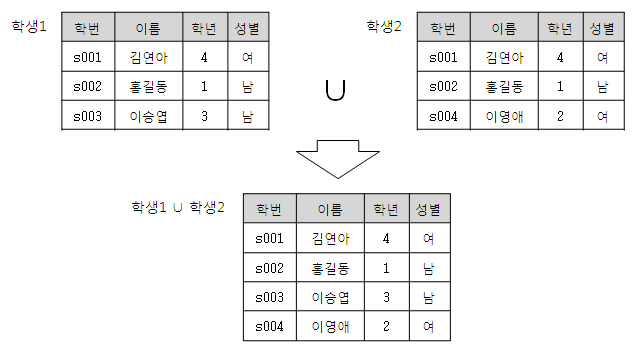 학생1
학번 이름 학년 성별
s001 김연아 4 여
s002 홍길동 1 남
s003 이승엽 3 남
∪
학생2
학번 이름 학년 성별
s001 김연아 4 여
s002 홍길동 1 남
s004 이영애 2 여
학생1 ∪ 학생2
학번 이름 학년 성별
s001 김연아 4 여
s002 홍길동 1 남
s003 이승엽 3 남
s004 이영애 2 여